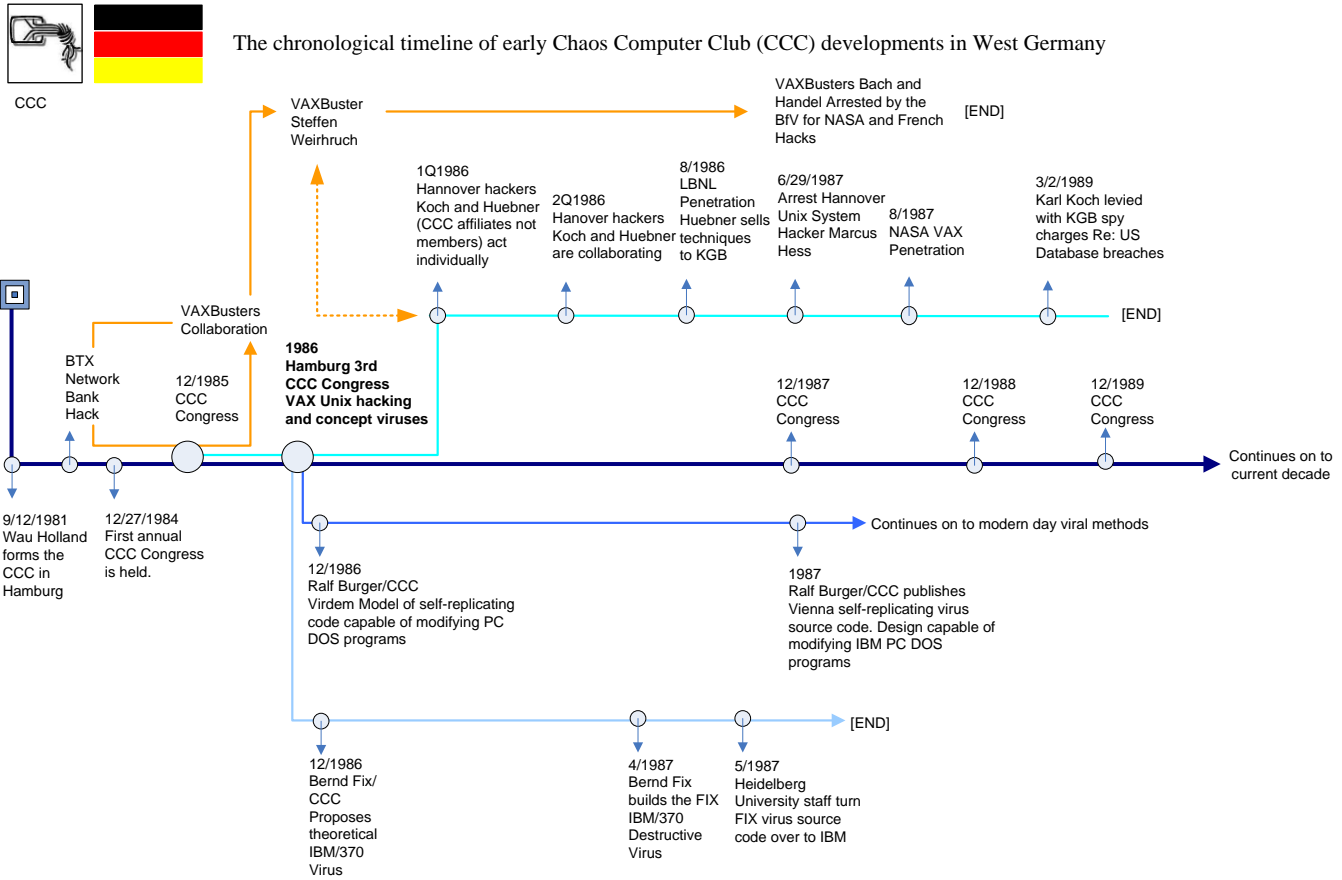 The chronological timeline of early Chaos Computer Club (CCC) developments in West Germany
CCC
VAXBuster
Steffen
Weirhruch
VAXBusters Bach and
Handel Arrested by the
BfV for NASA and French
Hacks
[END]
1Q1986
Hannover hackers
Koch and Huebner
(CCC affiliates not
members) act
individually
2Q1986
Hanover hackers
Koch and Huebner
are collaborating
8/1986
LBNL
Penetration
Huebner sells
techniques
to KGB
6/29/1987
Arrest Hannover
Unix System
Hacker Marcus
Hess
8/1987
NASA VAX
Penetration
3/2/1989
Karl Koch levied
with KGB spy
charges Re: US
Database breaches
[END]
VAXBusters
Collaboration
BTX
Network
Bank
Hack
12/1985
CCC
Congress
1986
Hamburg 3rd
CCC Congress
VAX Unix hacking
and concept viruses
12/1987
CCC
Congress
12/1988
CCC
Congress
12/1989
CCC
Congress
Continues on to
current decade
9/12/1981
Wau Holland
forms the
CCC in
Hamburg
12/27/1984
First annual
CCC Congress
is held.
Continues on to modern day viral methods
12/1986
Ralf Burger/CCC
Virdem Model of self-replicating
code capable of modifying PC
DOS programs
1987
Ralf Burger/CCC publishes
Vienna self-replicating virus
source code. Design capable of
modifying IBM PC DOS
programs
[END]
12/1986
Bernd Fix/
CCC
Proposes
theoretical
IBM/370
Virus
4/1987
Bernd Fix
builds the FIX
IBM/370
Destructive
Virus
5/1987
Heidelberg
University staff turn
FIX virus source
code over to IBM